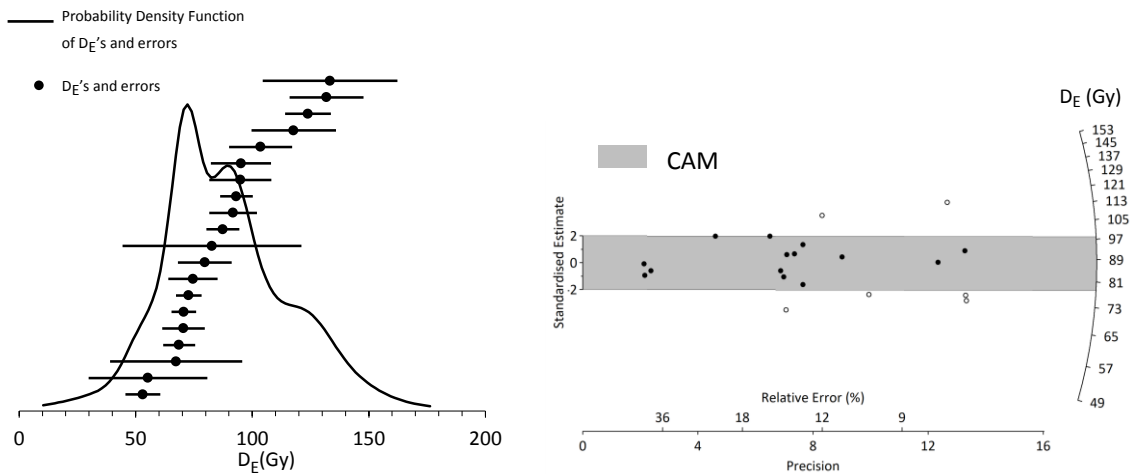 Probability Density Function
of DE's and errors
DE's and errors
0
50
100
150
200
DE(Gy)
CAM
DE (Gy)
153
145
137
129
121
113
105
97
89
81
73
65
57
49
Standardised Estimate
2
0
-2
Relative Error (%)
36 18 12 9
0 4 8 12 16
Precision